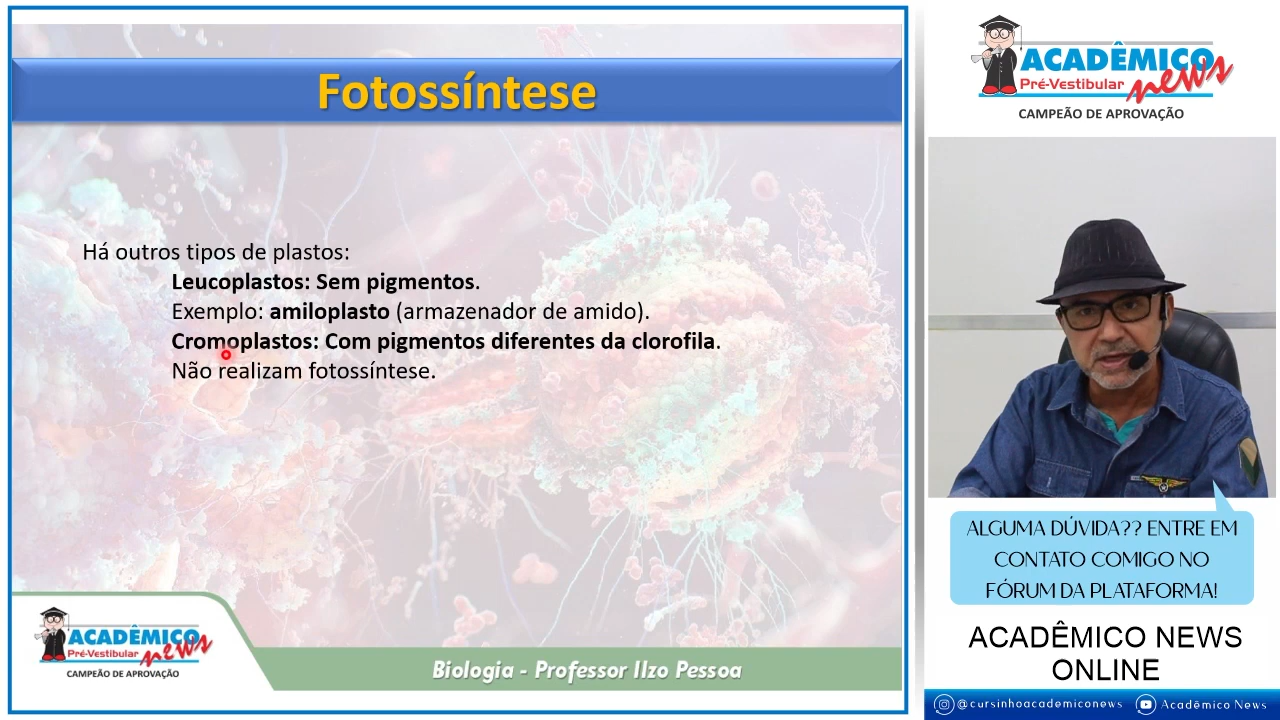 Fotossíntese
Há outros tipos de plastos:
Leucoplastos: Sem pigmentos.
Exemplo: amiloplasto (armazenador de amido).
Cromoplastos: Com pigmentos diferentes da clorofila.
Não realizam fotossíntese.
ACADÊMICO
Pré-Vestibular news
CAMPEÃO DE APROVAÇÃO
Biologia - Professor Ilzo Pessoa
ACADÊMICO
Pré-Vestibular news
CAMPEÃO DE APROVAÇÃO
ALGUMA DÚVIDA?? ENTRE EM
CONTATO COMIGO NO
FÓRUM DA PLATAFORMA!
ACADÊMICO NEWS
ONLINE
@cursinhoacademiconews Acadêmico News